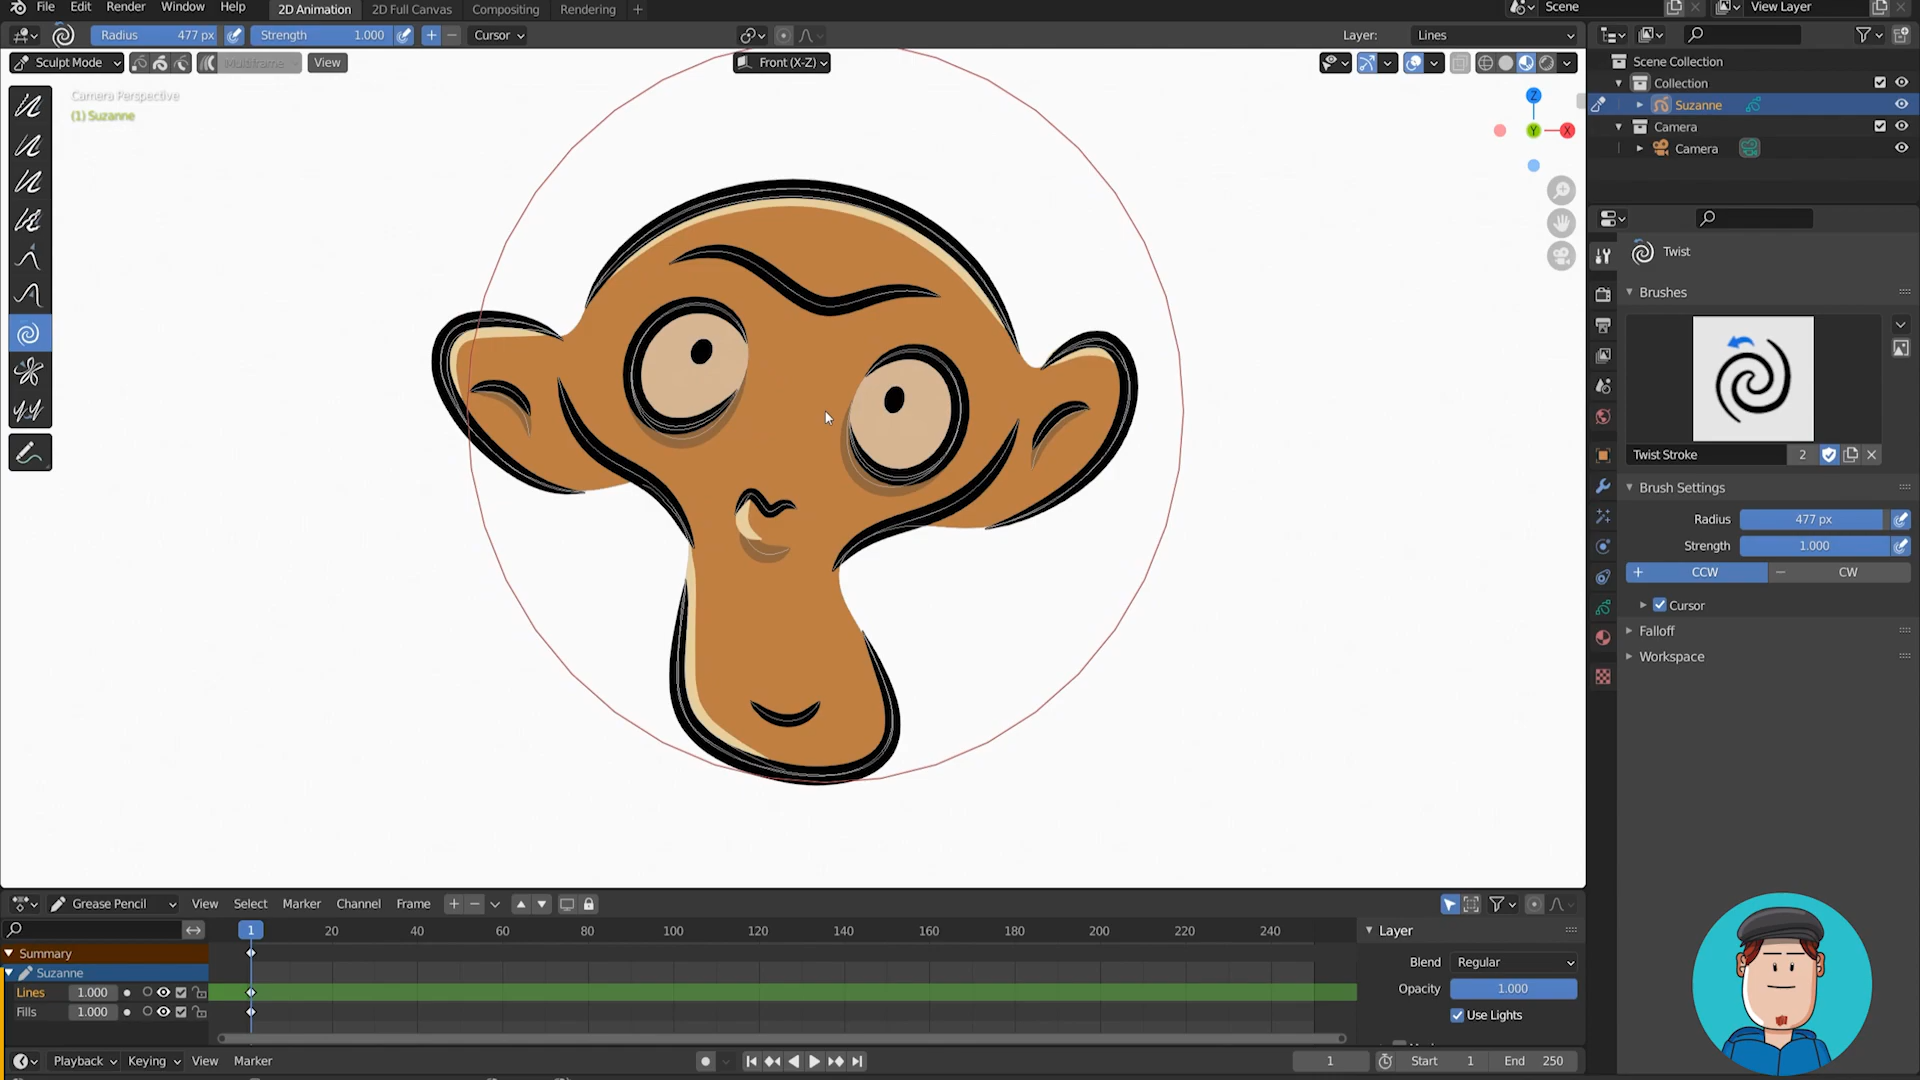 File Edit Render Window Help 2D Animation 2D Full Canvas Compositing Rendering + Scene View Layer
Radius 477 px Strength 1.000 + − Cursor Layer: Lines
Sculpt Mode Multiframe View Front (X-Z)
Camera Perspective
(1) Suzanne
Z
Y
X
Scene Collection
Collection
Suzanne
Camera
Camera
Twist
Brushes
Twist Stroke 2
Brush Settings
Radius 477 px
Strength 1.000
+ CCW − CW
Cursor
Falloff
Workspace
Grease Pencil View Select Marker Channel Frame + −
1 20 40 60 80 100 120 140 160 180 200 220 240
Summary
Suzanne
Lines 1.000
Fills 1.000
Layer
Blend Regular
Opacity 1.000
Use Lights
Playback Keying View Marker 1 Start 1 End 250